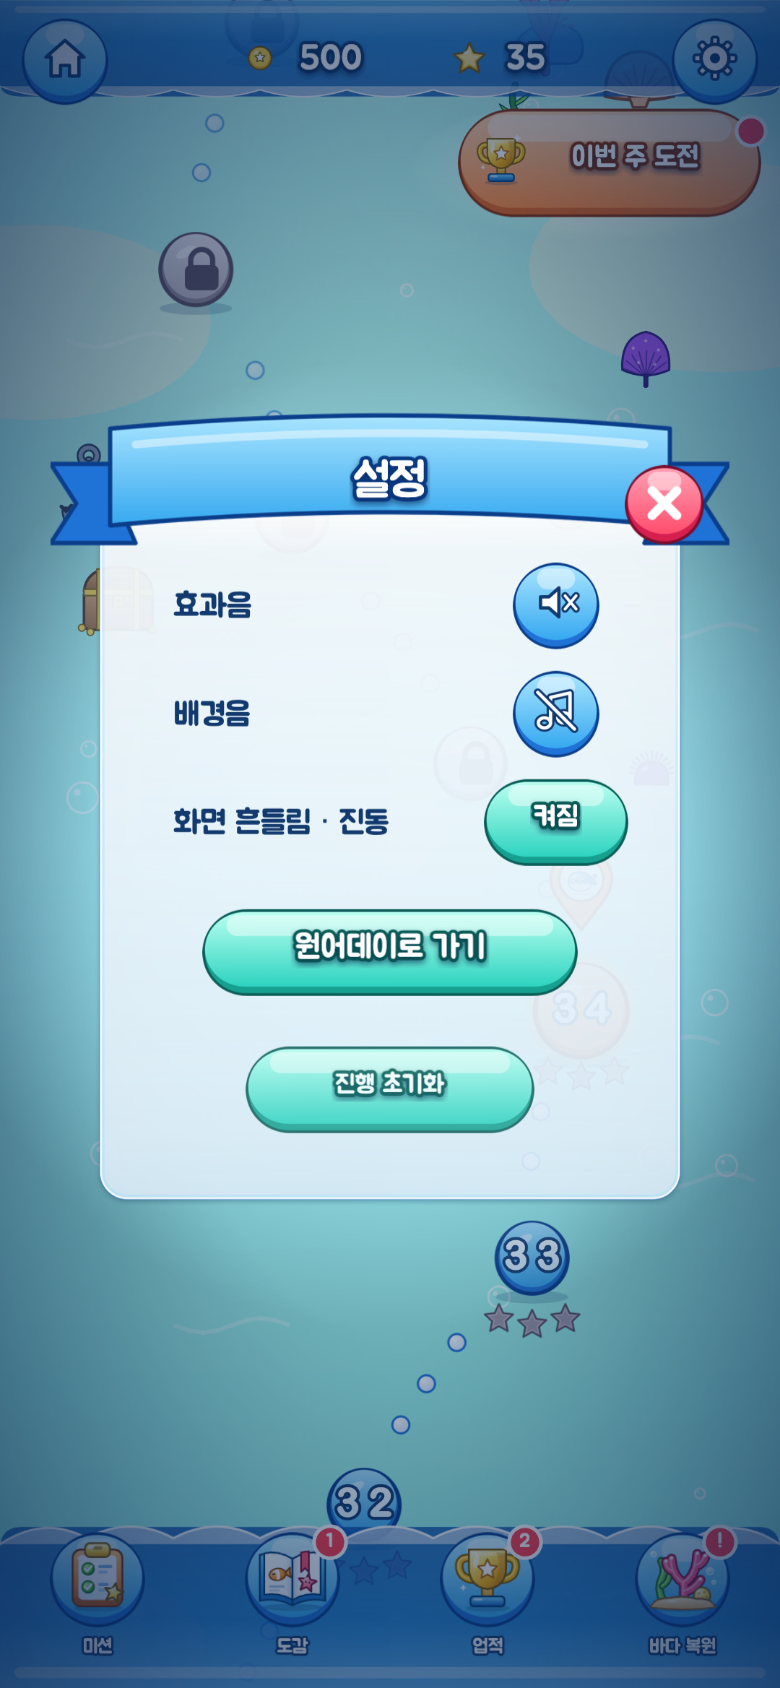 500
35
이번 주 도전
설정
효과음
배경음
화면 흔들림 · 진동
켜짐
원어데이로 가기
34
진행 초기화
33
32
1
2
!
미션
도감
업적
바다 복원